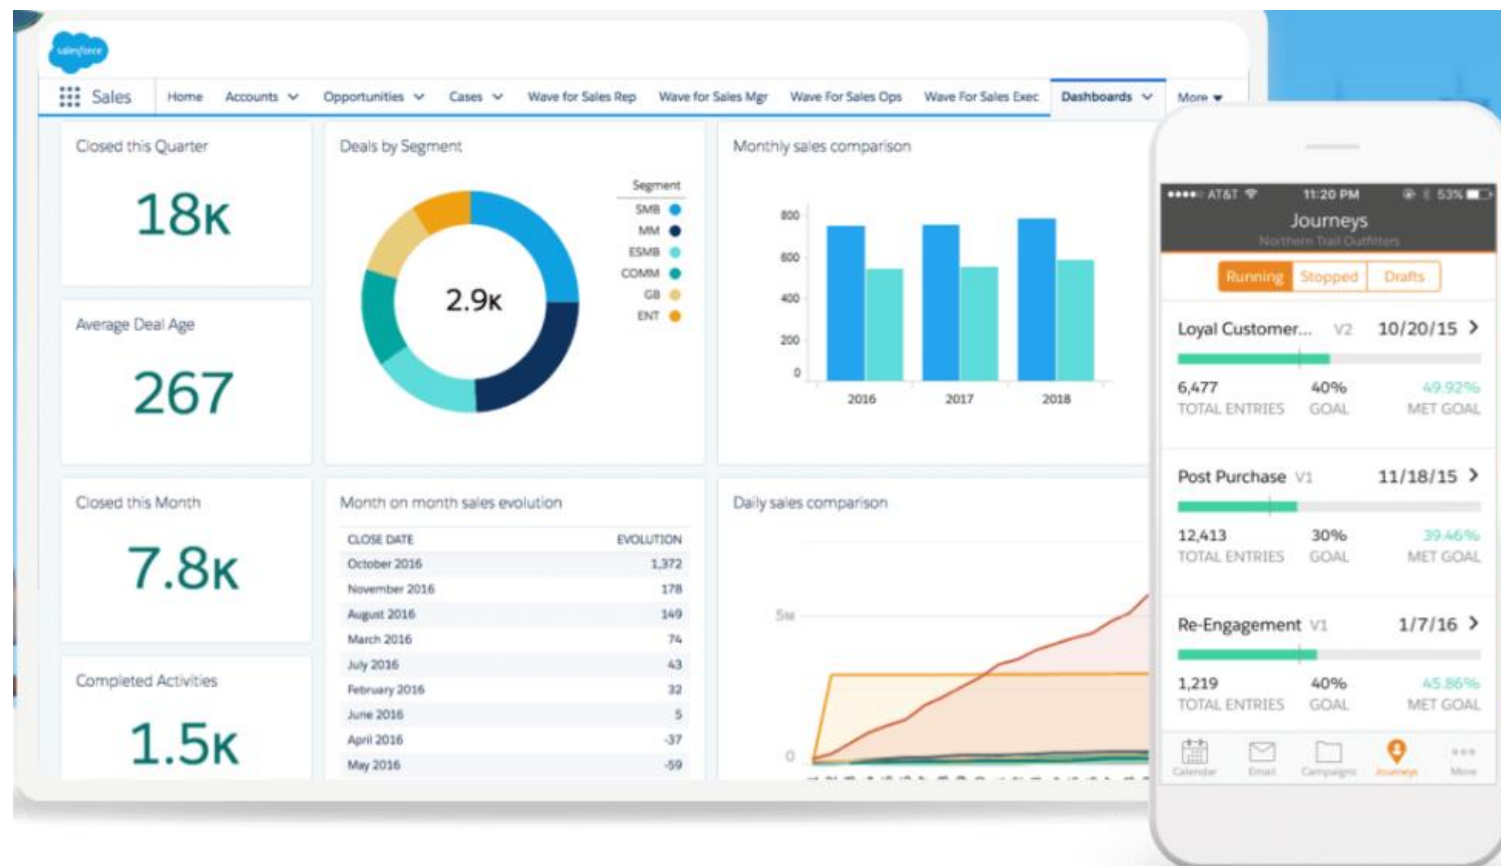 salesforce
Sales Home Accounts Opportunities Cases Wave for Sales Rep Wave for Sales Mgr Wave For Sales Ops Wave For Sales Exec Dashboards More
Closed this Quarter
18K
Average Deal Age
267
Closed this Month
7.8K
Completed Activities
1.5K
Deals by Segment
2.9K
Segment
SMB
MM
ESMB
COMM
GB
ENT
Monthly sales comparison
800
600
400
200
0
2016 2017 2018
Month on month sales evolution
CLOSE DATE EVOLUTION
October 2016 1,372
November 2016 178
August 2016 149
March 2016 74
July 2016 43
February 2016 32
June 2016 5
April 2016 -37
May 2016 -59
Daily sales comparison
5M
0
AT&T 11:20 PM 53%
Journeys
Northern Trail Outfitters
Running Stopped Drafts
Loyal Customer... V2 10/20/15 >
6,477 40% 49.92%
TOTAL ENTRIES GOAL MET GOAL
Post Purchase V1 11/18/15 >
12,413 30% 39.46%
TOTAL ENTRIES GOAL MET GOAL
Re-Engagement V1 1/7/16 >
1,219 40% 45.86%
TOTAL ENTRIES GOAL MET GOAL
Calendar Email Campaigns Journeys More